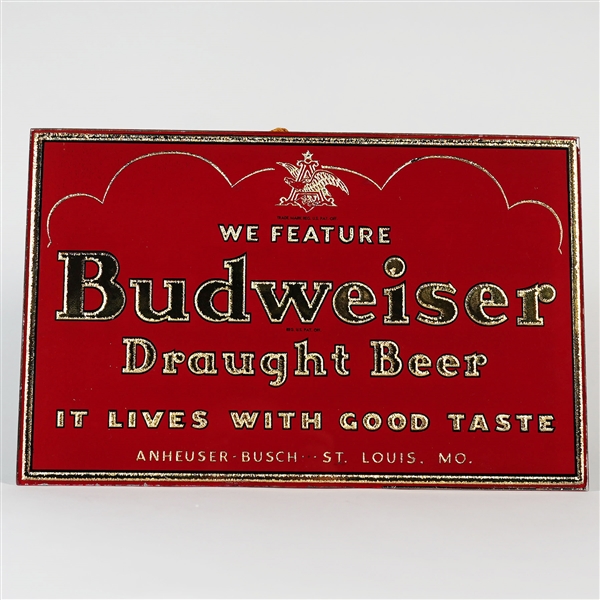 WE FEATURE
Budweiser
Draught Beer
IT LIVES WITH GOOD TASTE
ANHEUSER-BUSCH·-ST. LOUIS, MO.